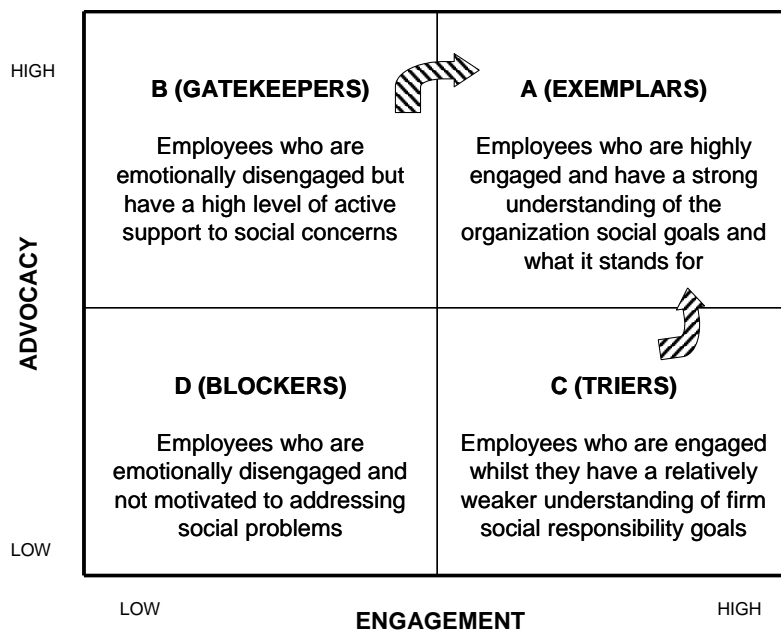 HIGH
B (GATEKEEPERS)
Employees who are
emotionally disengaged but
have a high level of active
support to social concerns
A (EXEMPLARS)
Employees who are highly
engaged and have a strong
understanding of the
organization social goals and
what it stands for
ADVOCACY
D (BLOCKERS)
Employees who are
emotionally disengaged and
not motivated to addressing
social problems
C (TRIERS)
Employees who are engaged
whilst they have a relatively
weaker understanding of firm
social responsibility goals
LOW
LOW
ENGAGEMENT
HIGH